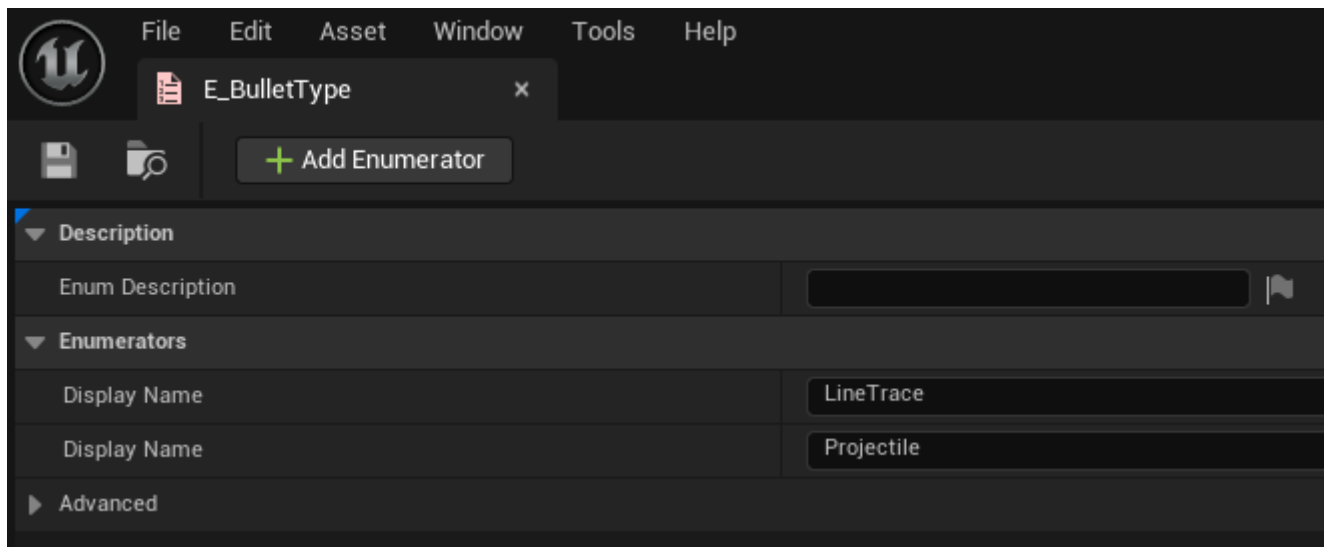 File Edit Asset Window Tools Help
E_BulletType
Add Enumerator
Description
Enum Description
Enumerators
Display Name LineTrace
Display Name Projectile
Advanced